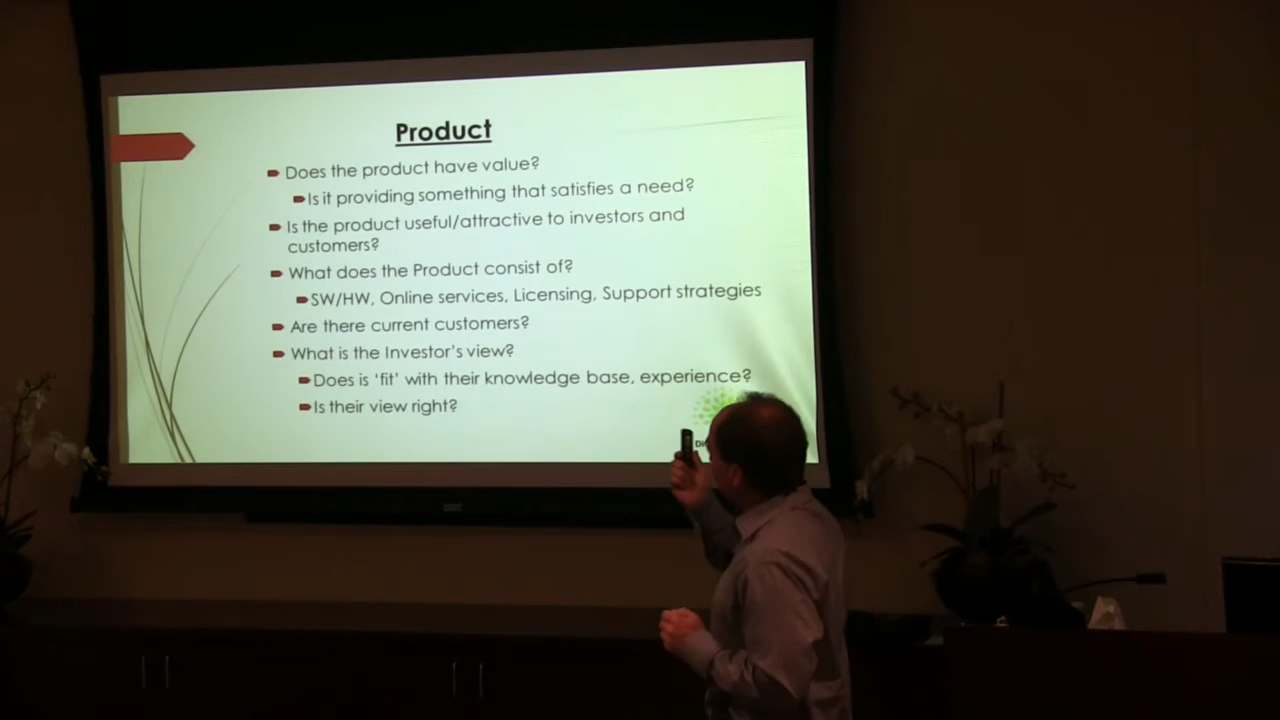 Product
Does the product have value?
Is it providing something that satisfies a need?
Is the product useful/attractive to investors and
customers?
What does the Product consist of?
SW/HW, Online services, Licensing, Support strategies
Are there current customers?
What is the Investor's view?
Does is 'fit' with their knowledge base, experience?
Is their view right?